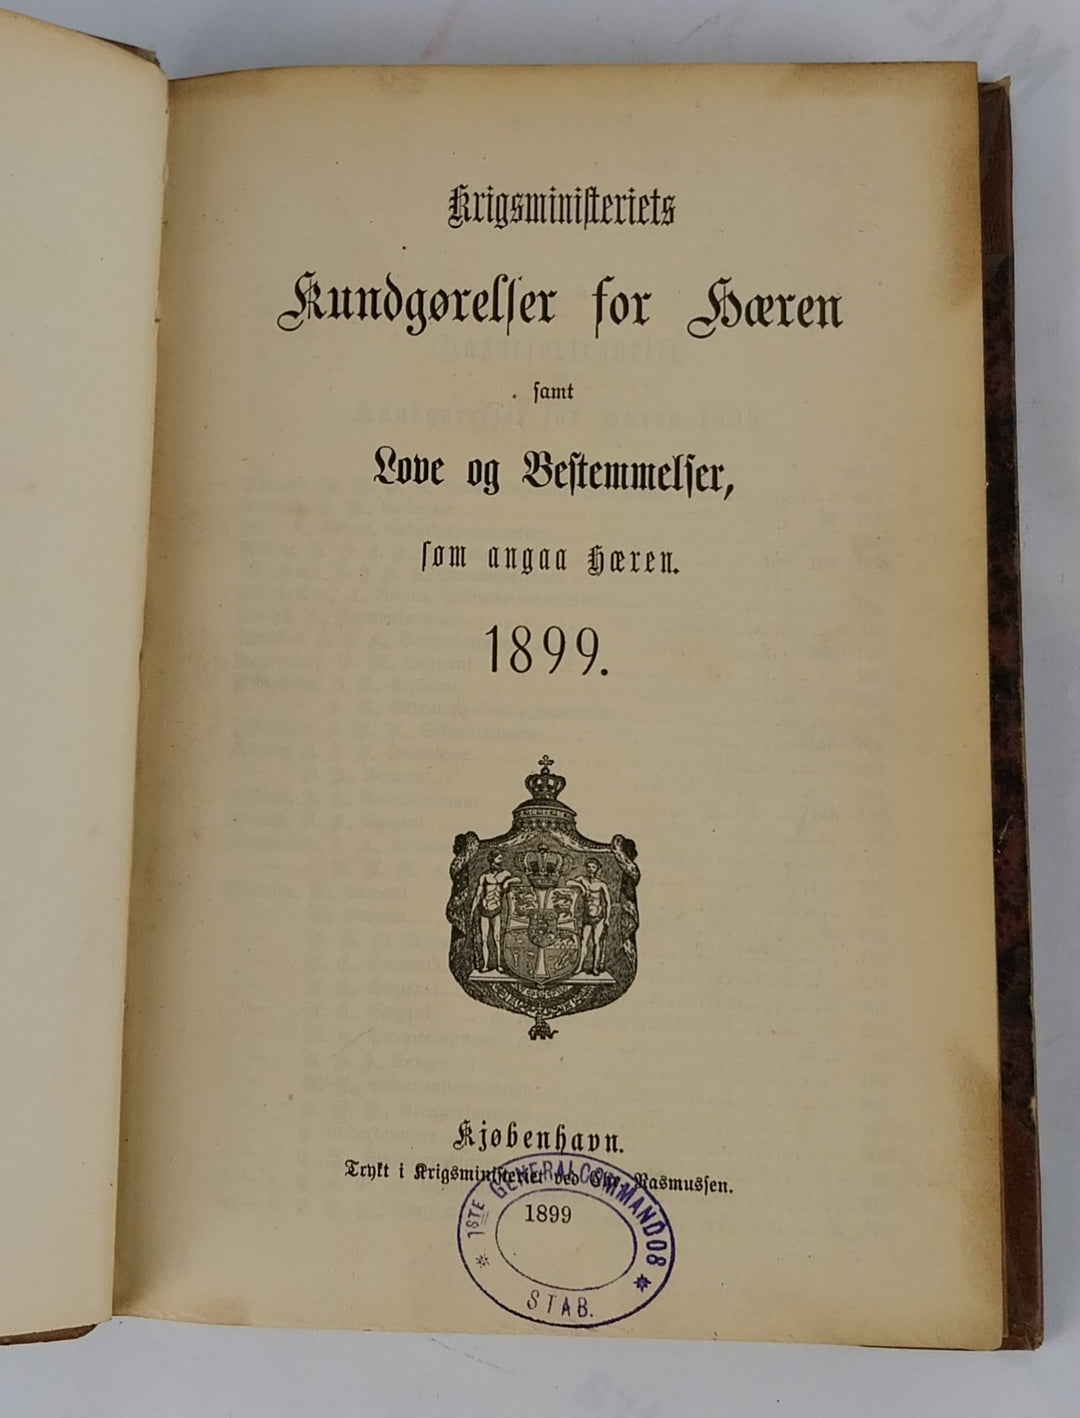 Krigsministeriets
Kundgørelser for Hæren
samt
Love og Bestemmelser,
som angaa Hæren.
1899.
Kjøbenhavn.
Trykt i Krigsministeriet ved Chr. Rasmussen.
1899
1STE GENERALCOMMANDOS
STAB.